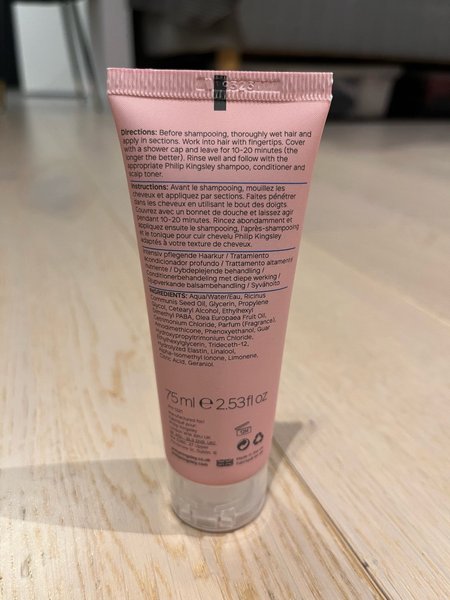 0323
Directions: Before shampooing, thoroughly wet hair and
apply in sections. Work into hair with fingertips. Cover
with a shower cap and leave for 10-20 minutes (the
longer the better). Rinse well and follow with the
appropriate Philip Kingsley shampoo, conditioner and
scalp toner.
Instructions: Avant le shampooing, mouillez les
cheveux et appliquez par sections. Faites pénétrer
dans les cheveux en utilisant le bout des doigts
Couvrez avec un bonnet de douche et laissez agir
pendant 10-20 minutes. Rincez abondamment et
appliquez ensuite le shampooing, l'après-shampooing
et le tonique pour cuir chevelu Philip Kingsley
adaptés à votre texture de cheveux.
Intensiv pflegende Haarkur / Tratamiento
acondicionador profundo / Trattamento altamente
/ Dybdeplejende behandling /
Conditionerbehandeling met diepe werking /
Djupverkande balsambehandling / Syvähoito
INGREDIENTS: Aqua/Water/Eau, Ricinus
Communis Seed Oil, Glycerin, Propylene
Glycol, Cetearyl Alcohol, Ethylhexyl
Dimethyl PABA, Olea Europaea Fruit Oil,
Cetrimonium Chloride, Parfum (Fragrance),
Behentrimonium Chloride, Phenoxyethanol, Guar
Hydroxypropyltrimonium Chloride,
Ethylhexylglycerin, Trideceth-12,
Hydrolyzed Elastin, Linalool,
Alpha-Isomethyl Ionone, Limonene,
Citric Acid, Geraniol.
75 ml e 2.53 fl oz
12M